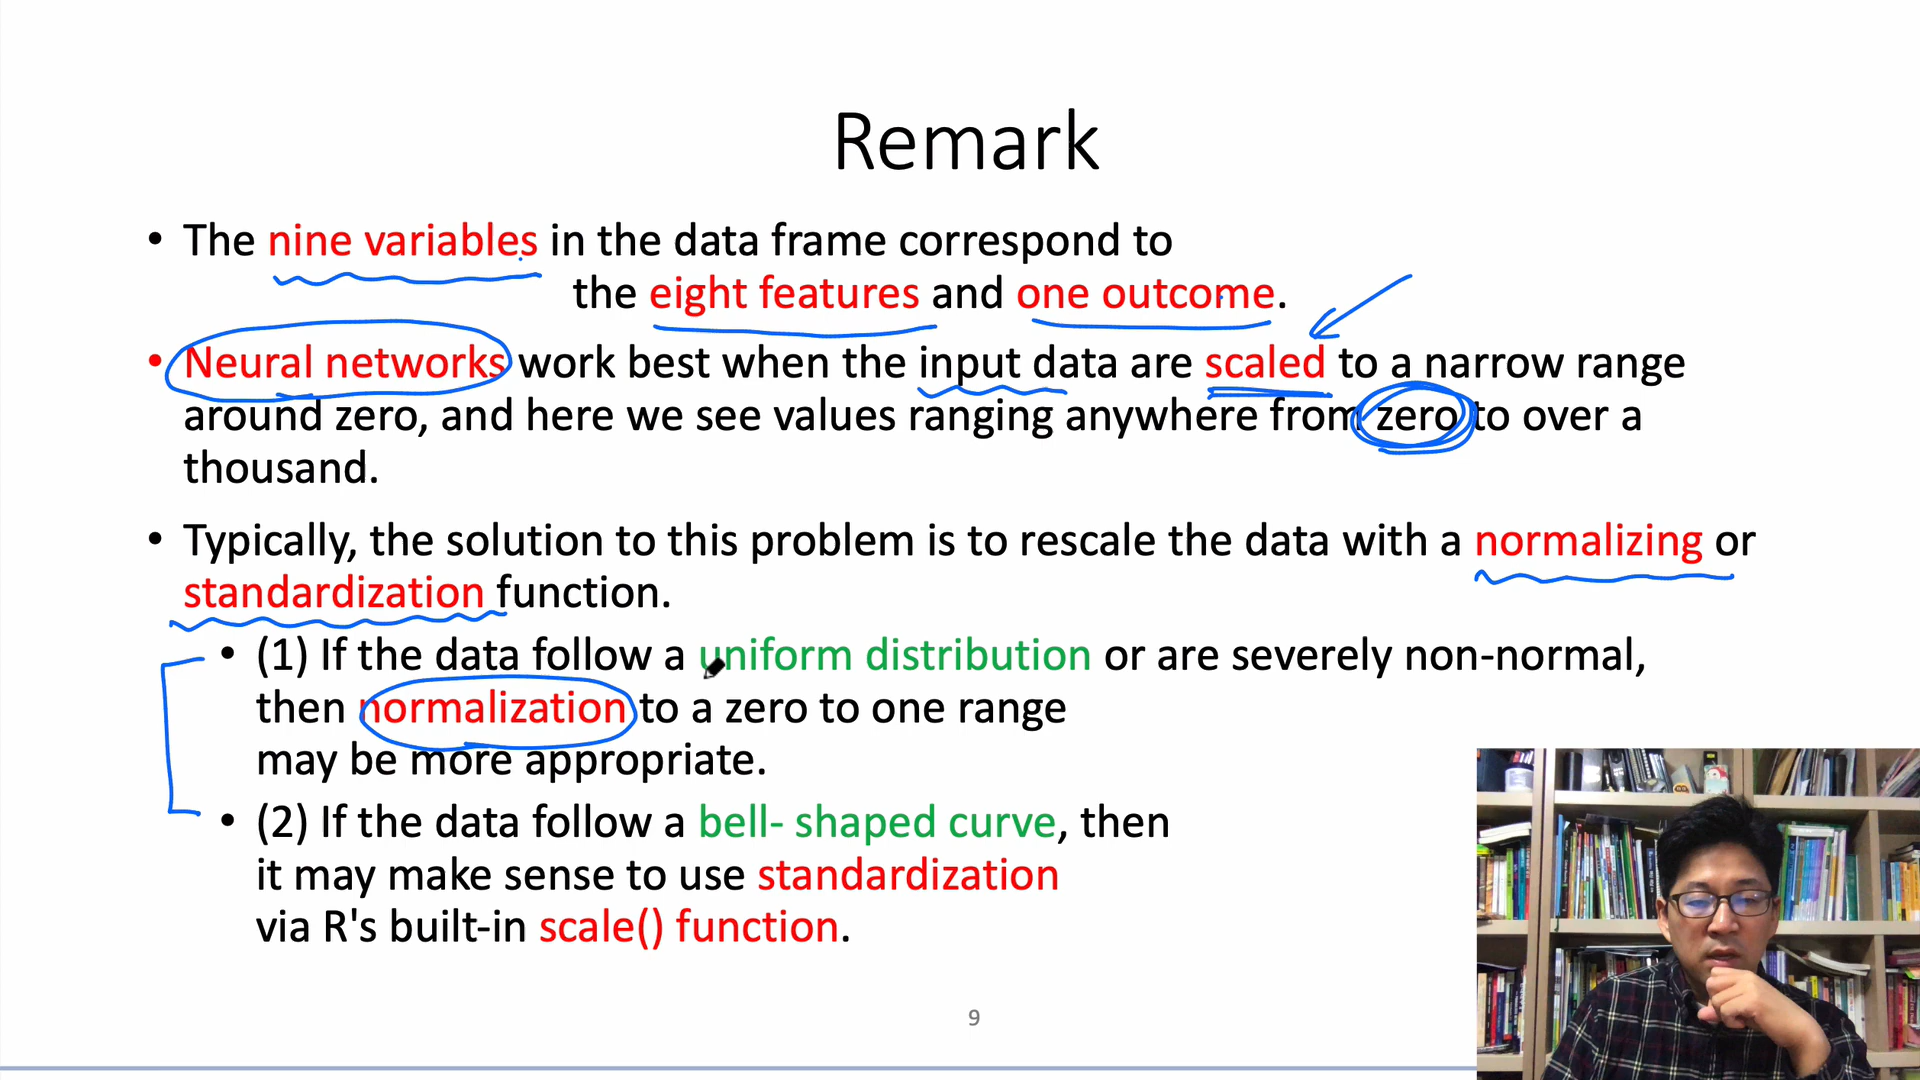 Remark
• The nine variables in the data frame correspond to
the eight features and one outcome.
• Neural networks work best when the input data are scaled to a narrow range
around zero, and here we see values ranging anywhere from zero to over a
thousand.
• Typically, the solution to this problem is to rescale the data with a normalizing or
standardization function.
• (1) If the data follow a uniform distribution or are severely non-normal,
then normalization to a zero to one range
may be more appropriate.
• (2) If the data follow a bell- shaped curve, then
it may make sense to use standardization
via R's built-in scale() function.
9